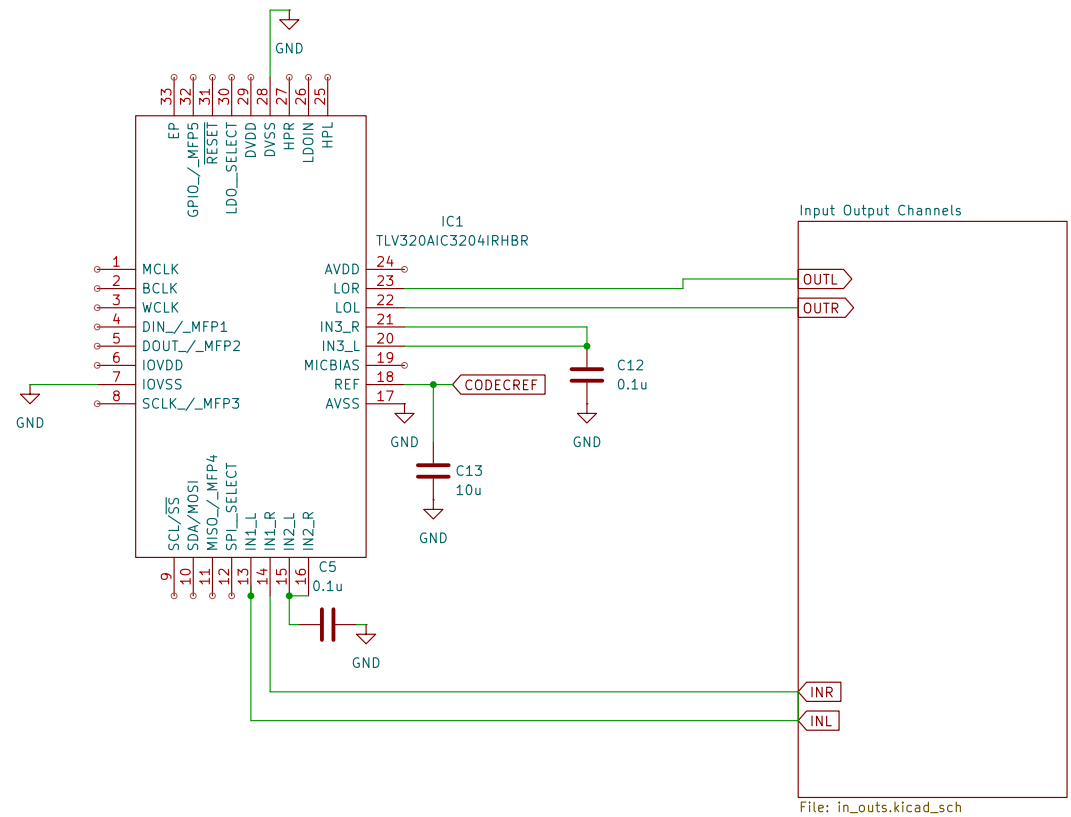 GND
33
32
31
30
29
28
27
26
25
EP
GPIO_/_MFP5
RESET
LDO__SELECT
DVDD
DVSS
HPR
LDOIN
HPL
Input Output Channels
IC1
TLV320AIC3204IRHBR
1 MCLK
2 BCLK
3 WCLK
4 DIN_/_MFP1
5 DOUT_/_MFP2
6 IOVDD
7 IOVSS
8 SCLK_/_MFP3
GND
AVDD 24
LOR 23
LOL 22
IN3_R 21
IN3_L 20
MICBIAS 19
REF 18
AVSS 17
OUTL
OUTR
C12
0.1u
CODECREF
GND
GND
C13
10u
GND
SCL/SS
SDA/MOSI
MISO_/_MFP4
SPI__SELECT
IN1_L
IN1_R
IN2_L
IN2_R
9
10
11
12
13
14
15
16
C5
0.1u
GND
INR
INL
File: in_outs.kicad_sch